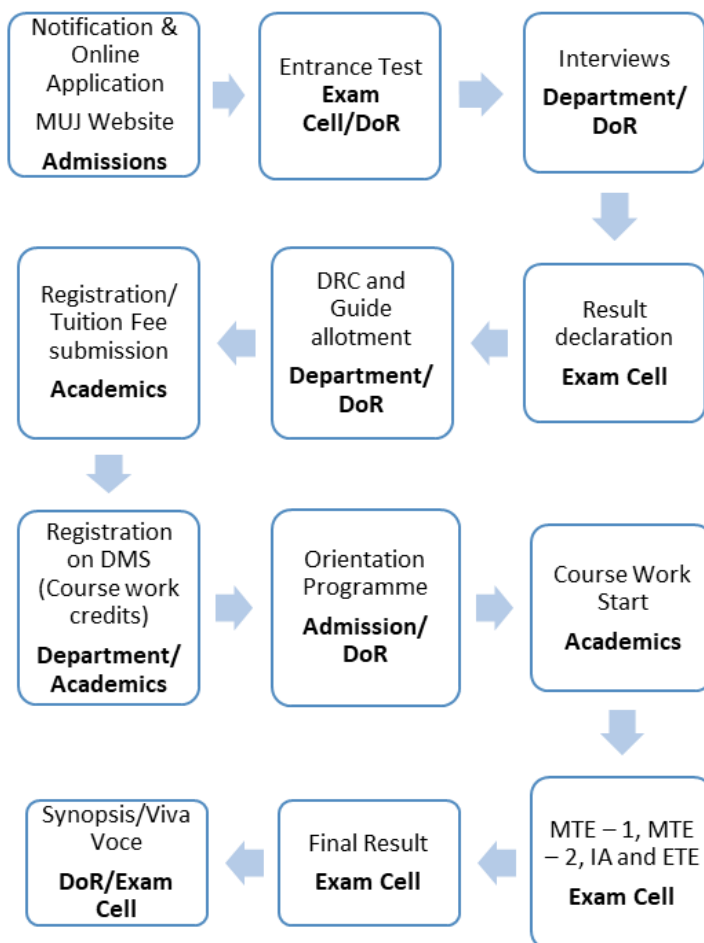 Notification &
Online
Application
MUJ Website
Admissions
Entrance Test
Exam
Cell/DoR
Interviews
Department/
DoR
Result
declaration
Exam Cell
DRC and
Guide
allotment
Department/
DoR
Registration/
Tuition Fee
submission
Academics
Registration
on DMS
(Course work
credits)
Department/
Academics
Orientation
Programme
Admission/
DoR
Course Work
Start
Academics
MTE – 1, MTE
– 2, IA and ETE
Exam Cell
Final Result
Exam Cell
Synopsis/Viva
Voce
DoR/Exam
Cell